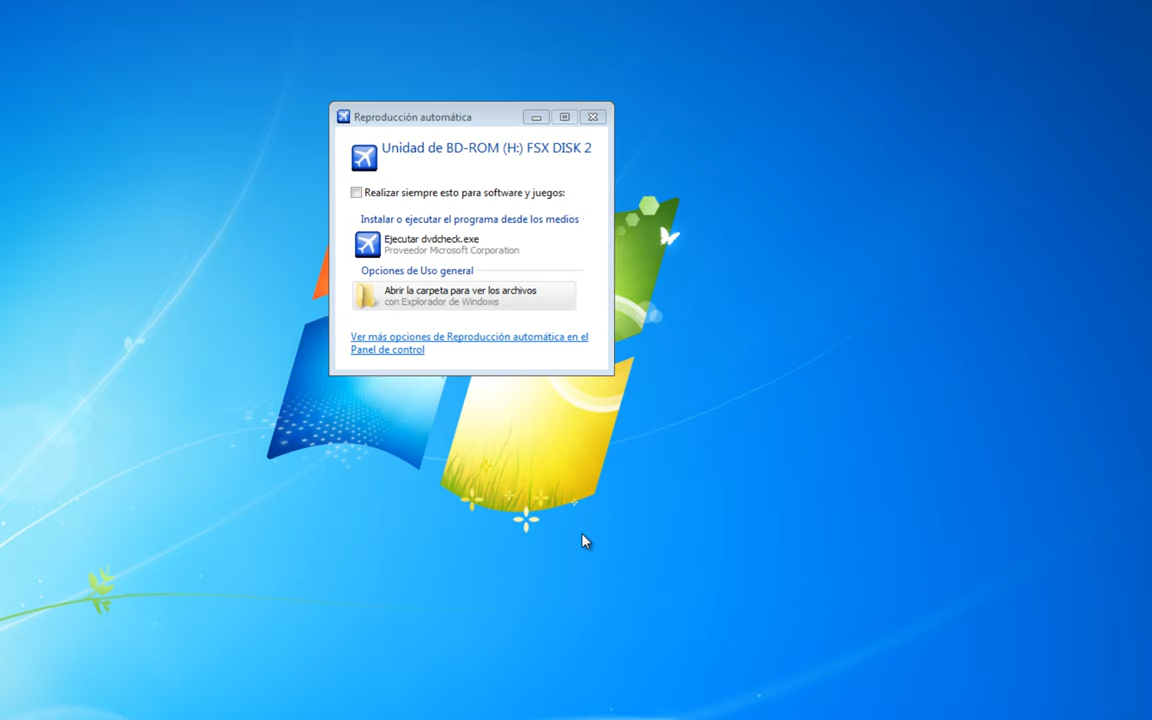 Reproducción automática
Unidad de BD-ROM (H:) FSX DISK 2
Realizar siempre esto para software y juegos:
Instalar o ejecutar el programa desde los medios
Ejecutar dvdcheck.exe
Proveedor Microsoft Corporation
Opciones de Uso general
Abrir la carpeta para ver los archivos
con Explorador de Windows
Ver más opciones de Reproducción automática en el
Panel de control